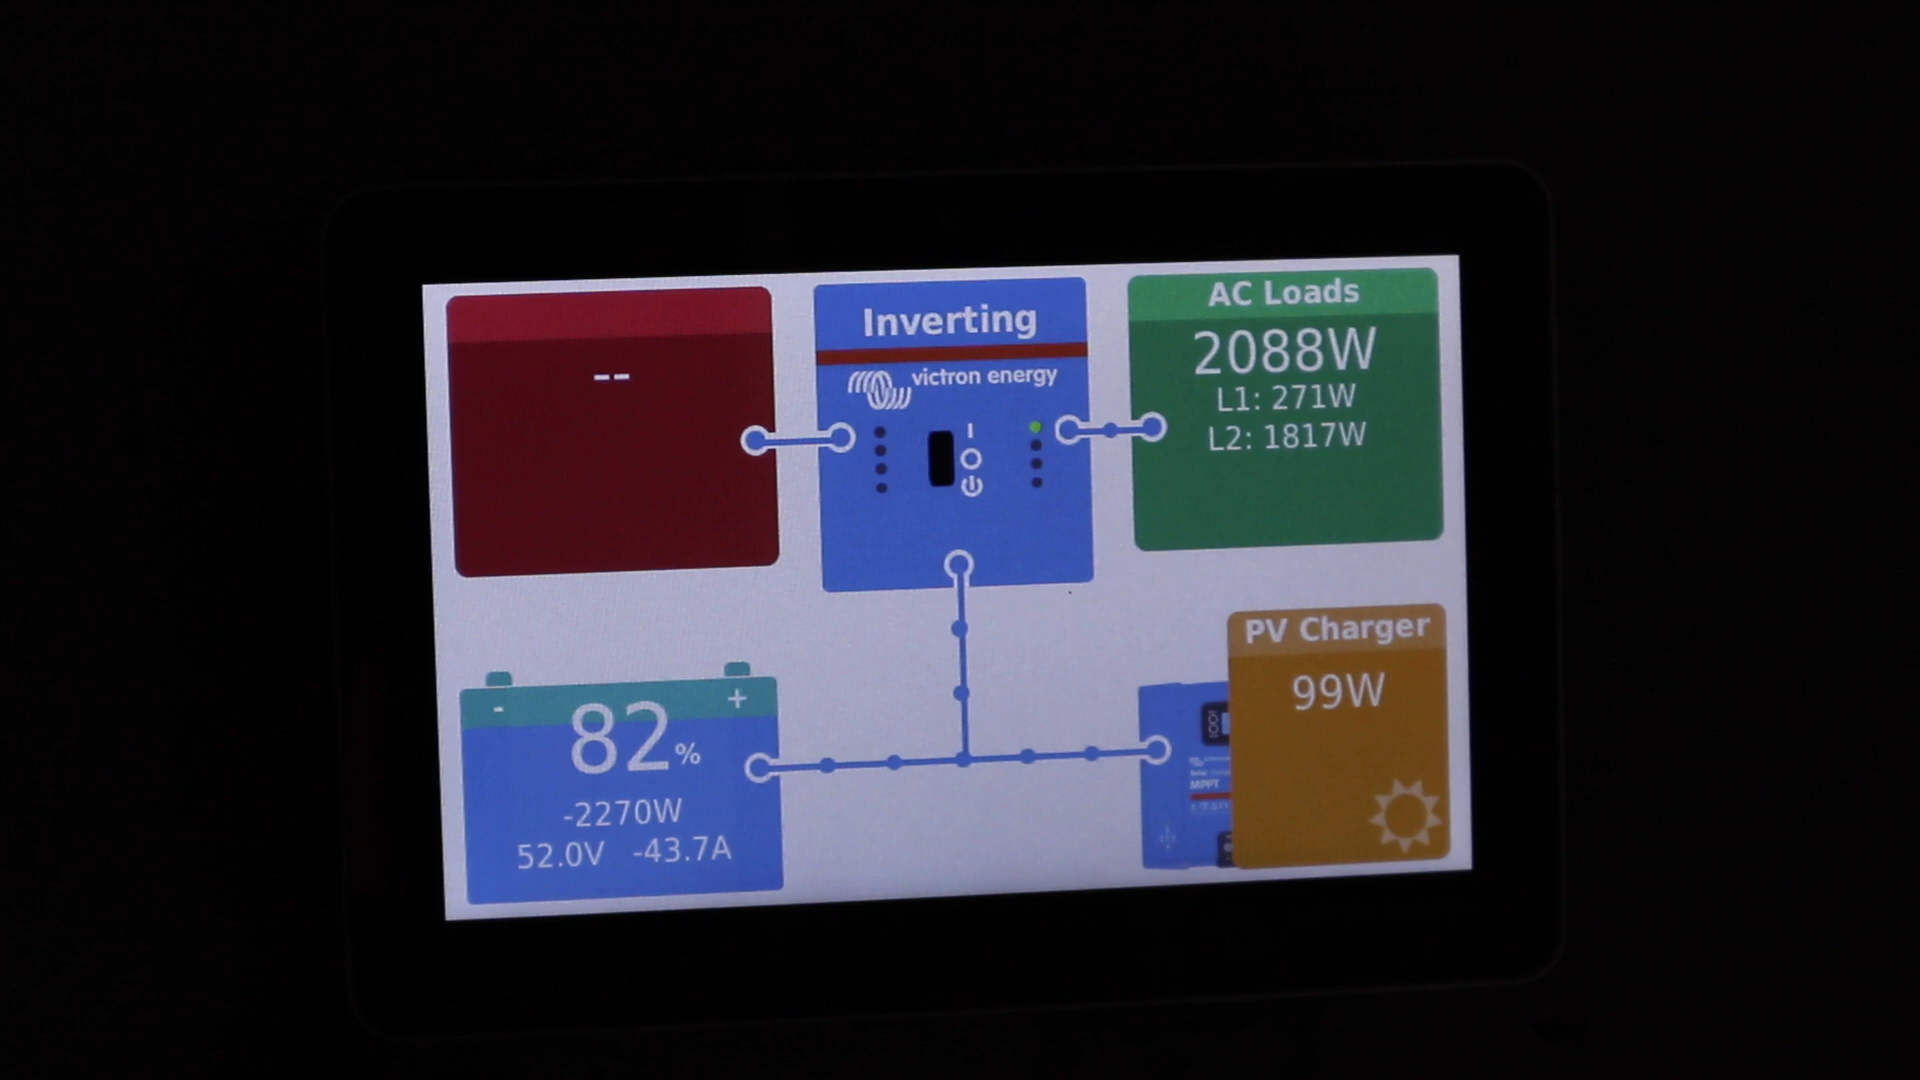 --
Inverting
victron energy
AC Loads
2088W
L1: 271W
L2: 1817W
- +
82%
-2270W
52.0V -43.7A
PV Charger
99W
MPPT